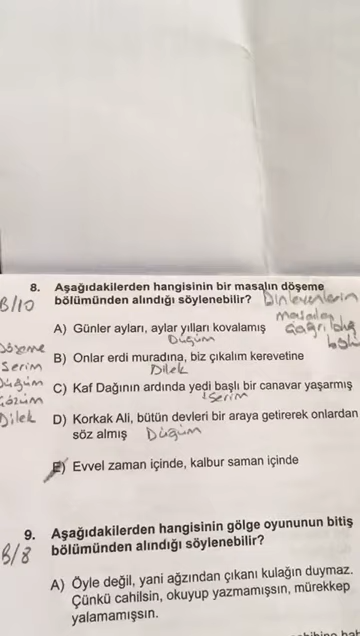 8. Aşağıdakilerden hangisinin bir masalın döşeme
bölümünden alındığı söylenebilir? Dinleyenlerin
B/10
masaldan
A) Günler ayları, aylar yılları kovalamış
Düğüm
Döşeme
B) Onlar erdi muradına, biz çıkalım kerevetine
Serim
Dilek
Düğüm
C) Kaf Dağının ardında yedi başlı bir canavar yaşarmış
Çözüm
Serim
Dilek
D) Korkak Ali, bütün devleri bir araya getirerek onlardan
söz almış Düğüm
E) Evvel zaman içinde, kalbur saman içinde
9. Aşağıdakilerden hangisinin gölge oyununun bitiş
B/8 bölümünden alındığı söylenebilir?
A) Öyle değil, yani ağzından çıkanı kulağın duymaz.
Çünkü cahilsin, okuyup yazmamışsın, mürekkep
yalamamışsın.